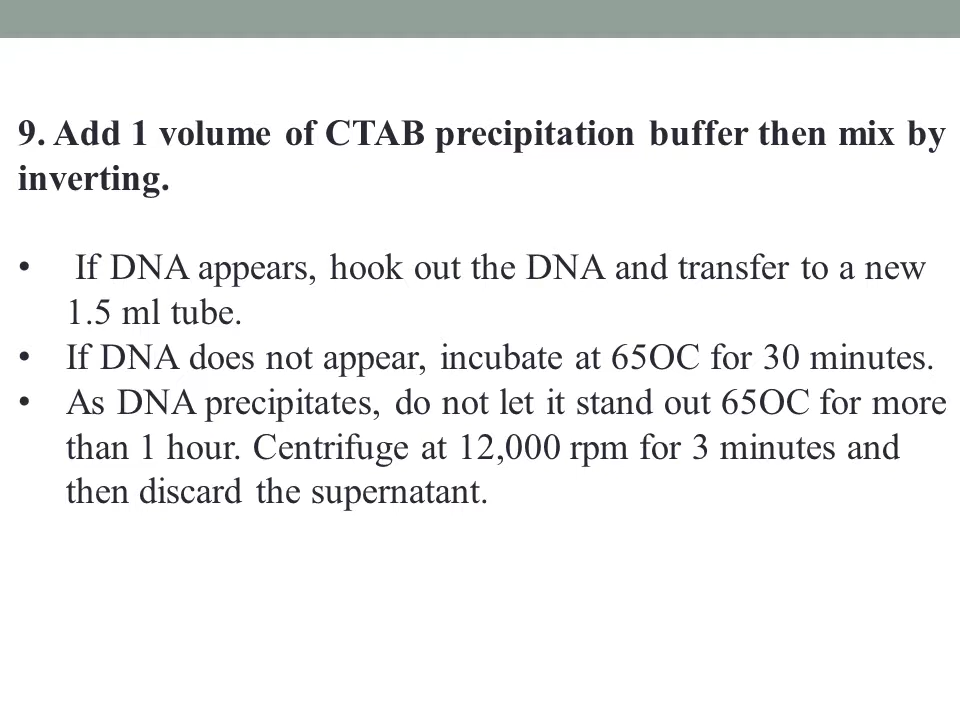 9. Add 1 volume of CTAB precipitation buffer then mix by
inverting.
• If DNA appears, hook out the DNA and transfer to a new
1.5 ml tube.
• If DNA does not appear, incubate at 65OC for 30 minutes.
• As DNA precipitates, do not let it stand out 65OC for more
than 1 hour. Centrifuge at 12,000 rpm for 3 minutes and
then discard the supernatant.